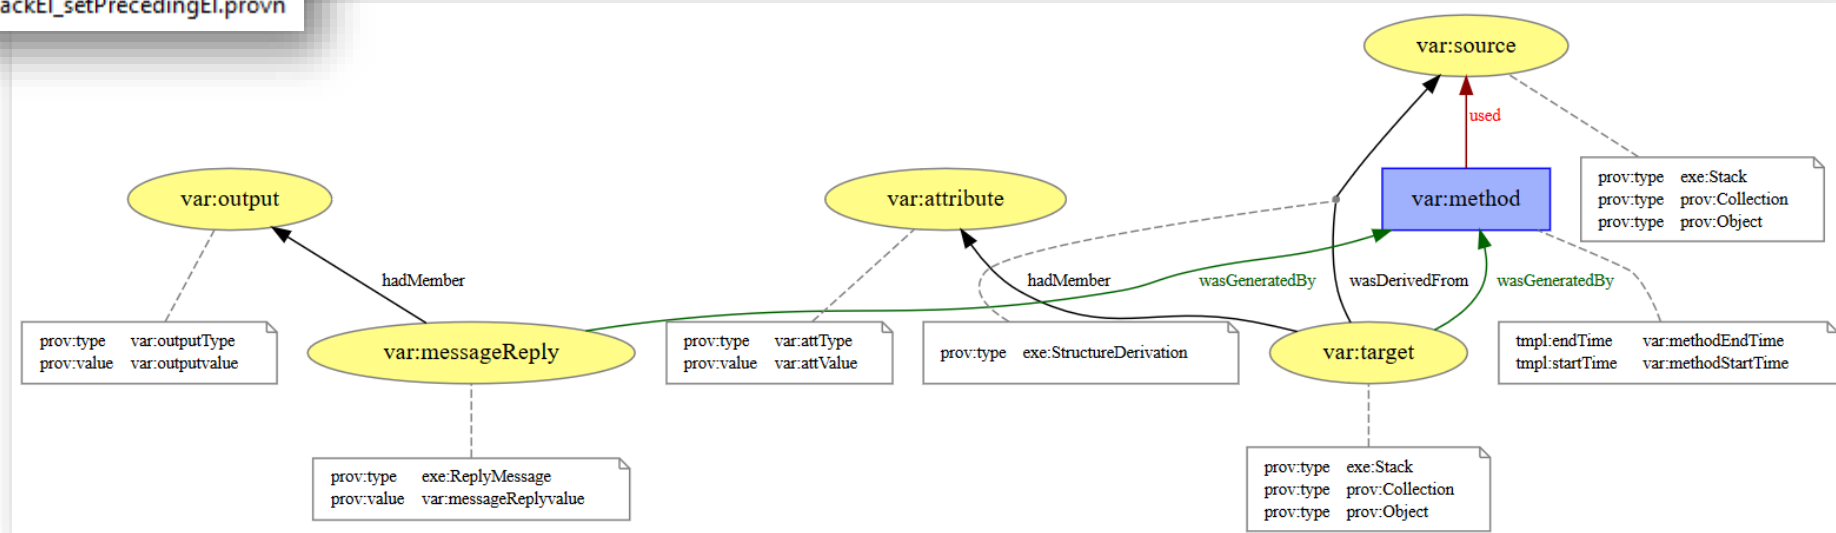 ackEl_setPrecedingEl.provn
var:source
used
prov:type exe:Stack
prov:type prov:Collection
prov:type prov:Object
var:output
var:attribute
var:method
hadMember
hadMember
wasGeneratedBy
wasDerivedFrom
wasGeneratedBy
prov:type var:outputType
prov:value var:outputvalue
var:messageReply
prov:type var:attType
prov:value var:attValue
prov:type exe:StructureDerivation
var:target
tmpl:endTime var:methodEndTime
tmpl:startTime var:methodStartTime
prov:type exe:ReplyMessage
prov:value var:messageReplyvalue
prov:type exe:Stack
prov:type prov:Collection
prov:type prov:Object